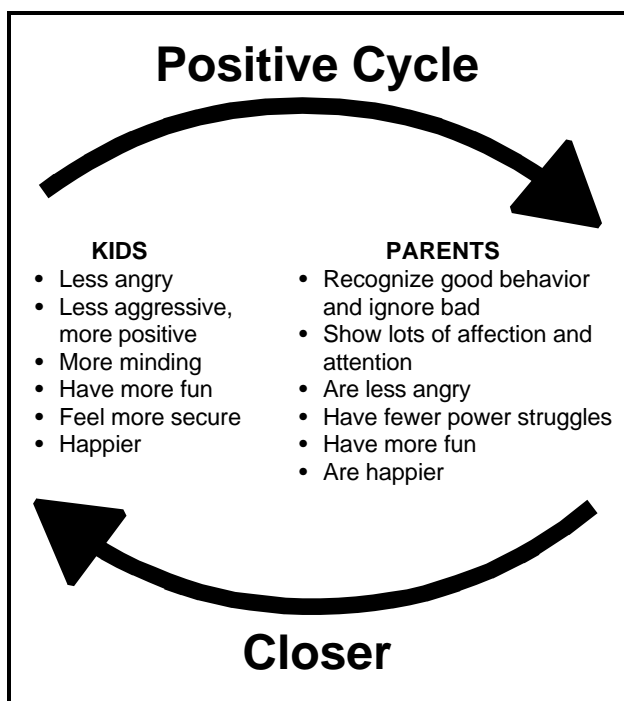 Positive Cycle
KIDS
• Less angry
• Less aggressive,
more positive
• More minding
• Have more fun
• Feel more secure
• Happier
PARENTS
• Recognize good behavior
and ignore bad
• Show lots of affection and
attention
• Are less angry
• Have fewer power struggles
• Have more fun
• Are happier
Closer